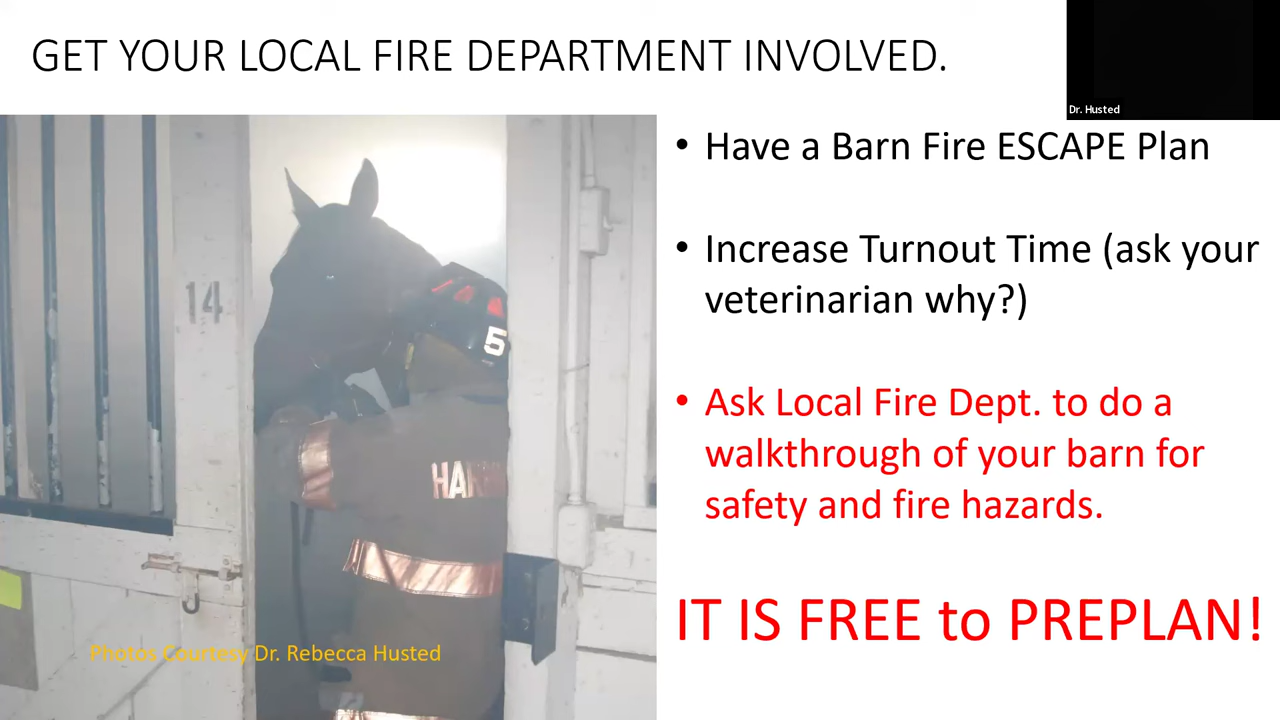 GET YOUR LOCAL FIRE DEPARTMENT INVOLVED.
Dr. Husted
• Have a Barn Fire ESCAPE Plan
• Increase Turnout Time (ask your
veterinarian why?)
• Ask Local Fire Dept. to do a
walkthrough of your barn for
safety and fire hazards.
IT IS FREE to PREPLAN!
14
5
HA
Photos Courtesy Dr. Rebecca Husted